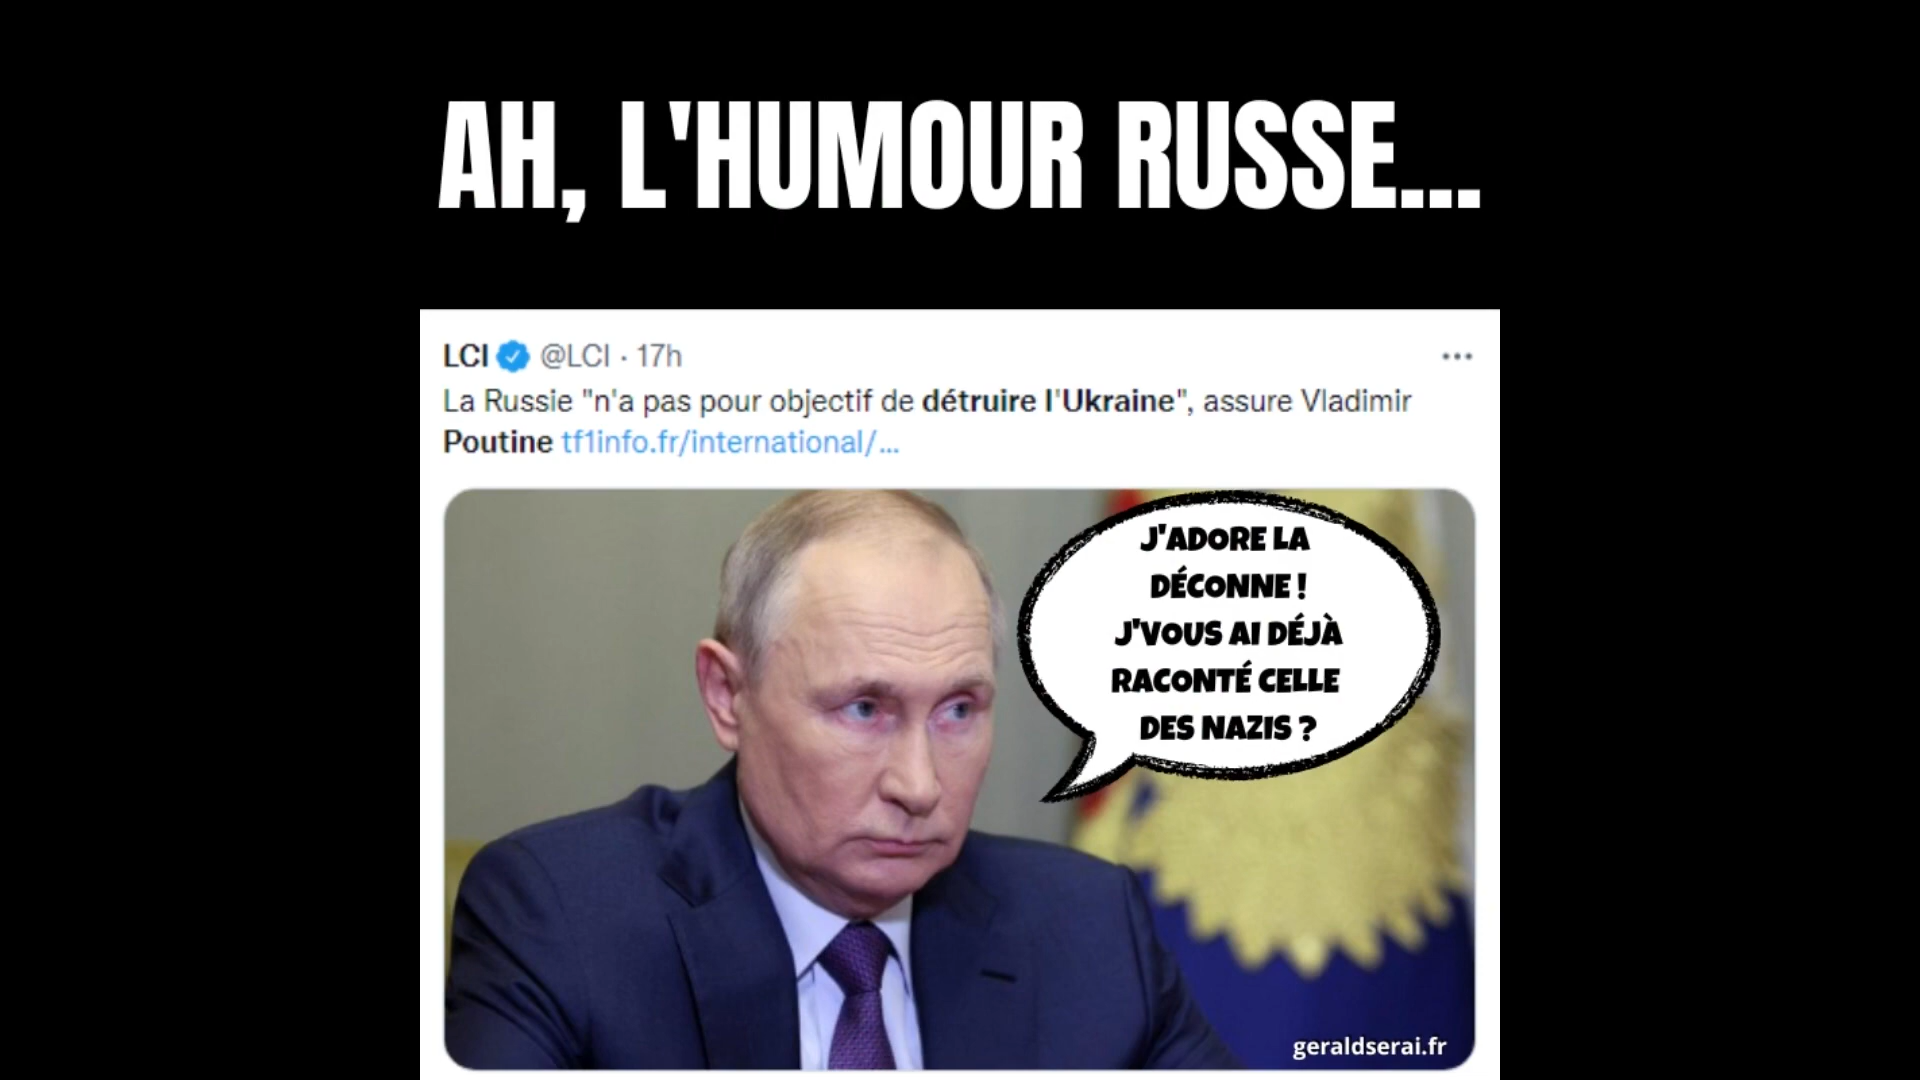 AH, L'HUMOUR RUSSE...
LCI @LCI · 17h
La Russie "n'a pas pour objectif de détruire l'Ukraine", assure Vladimir
Poutine tf1info.fr/international/...
J'ADORE LA
DÉCONNE !
J'VOUS AI DÉJÀ
RACONTÉ CELLE
DES NAZIS ?
geraldserai.fr